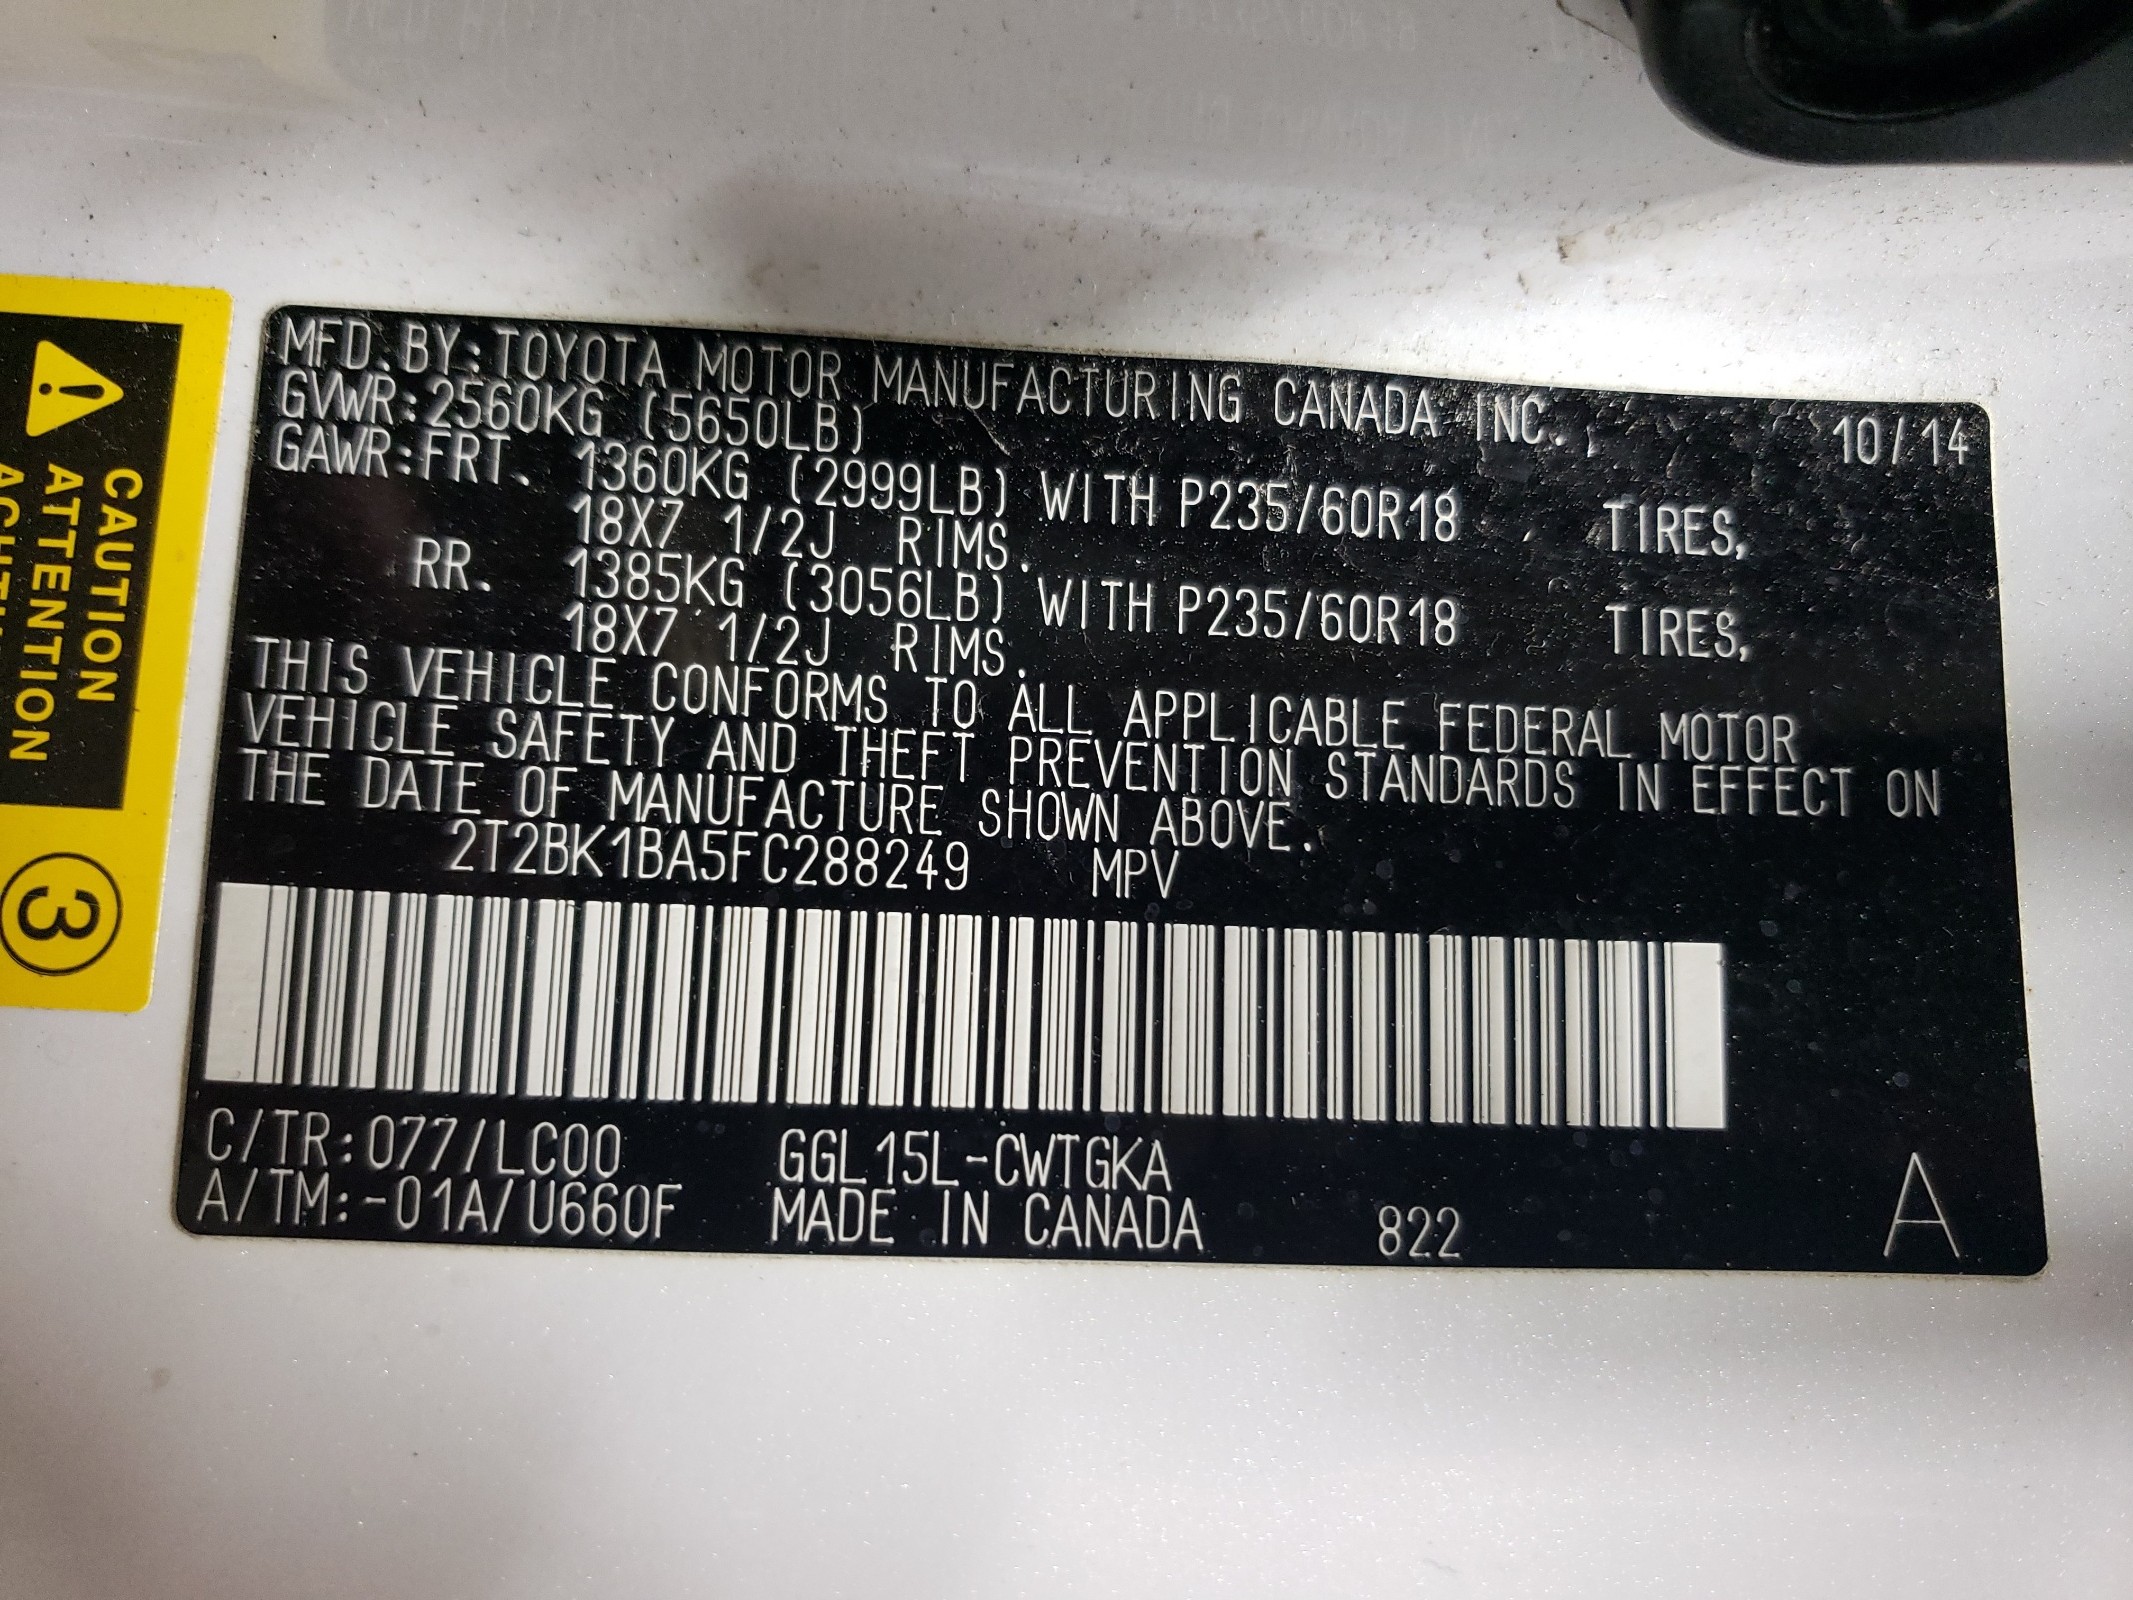 MFD. BY: TOYOTA MOTOR MANUFACTURING CANADA INC. 10/14
GVWR: 2560KG (5650LB)
GAWR: FRT. 1360KG (2999LB) WITH P235/60R18 TIRES,
18X7 1/2J RIMS.
RR. 1385KG (3056LB) WITH P235/60R18 TIRES,
18X7 1/2J RIMS.
THIS VEHICLE CONFORMS TO ALL APPLICABLE FEDERAL MOTOR
VEHICLE SAFETY AND THEFT PREVENTION STANDARDS IN EFFECT ON
THE DATE OF MANUFACTURE SHOWN ABOVE.
2T2BK1BA5FC288249 MPV
C/TR: 077/LC00 GGL15L-CWTGKA
A/TM: -01A/U660F MADE IN CANADA 822 A
CAUTION
ATTENTION
3